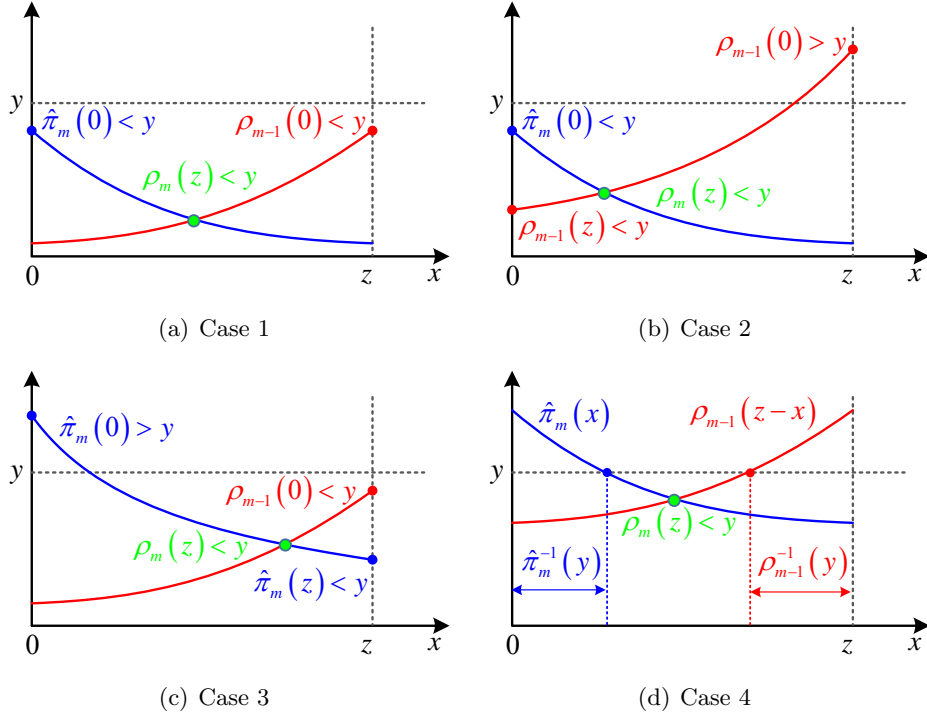 ρ_{m−1}(0) > y
y
π̂_m(0) < y
ρ_{m−1}(0) < y
ρ_m(z) < y
0
z
x
(a) Case 1
y
π̂_m(0) < y
ρ_m(z) < y
ρ_{m−1}(z) < y
0
z
x
(b) Case 2
π̂_m(0) > y
y
ρ_{m−1}(0) < y
ρ_m(z) < y
π̂_m(z) < y
0
z
x
(c) Case 3
π̂_m(x)
ρ_{m−1}(z−x)
y
ρ_m(z) < y
π̂_m^{−1}(y)
ρ_{m−1}^{−1}(y)
0
z
x
(d) Case 4